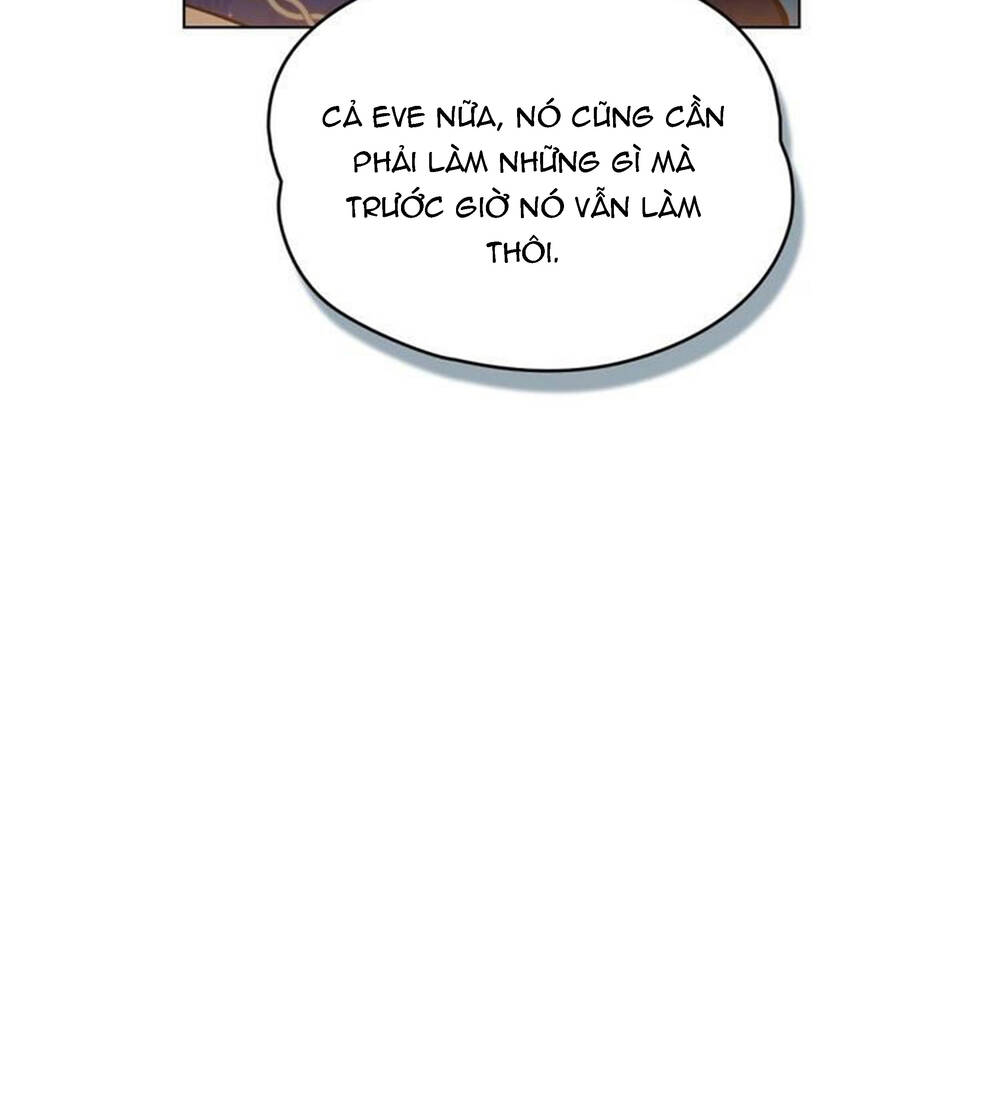 CẢ EVE NỮA, NÓ CŨNG CẦN
PHẢI LÀM NHỮNG GÌ MÀ
TRƯỚC GIỜ NÓ VẪN LÀM
THÔI.